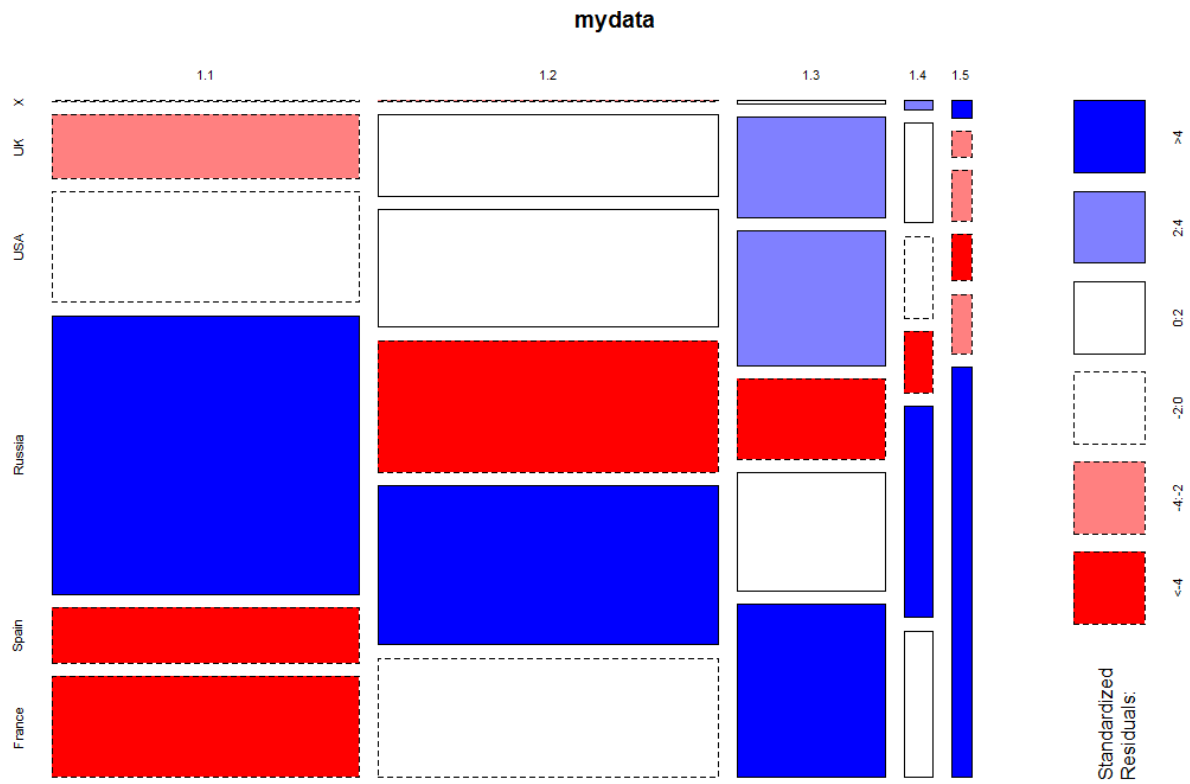 mydata
1.1 1.2 1.3 1.4 1.5
X
UK
USA
Russia
Spain
France
>4
2:4
0:2
-2:0
-4:-2
<-4
Standardized
Residuals: